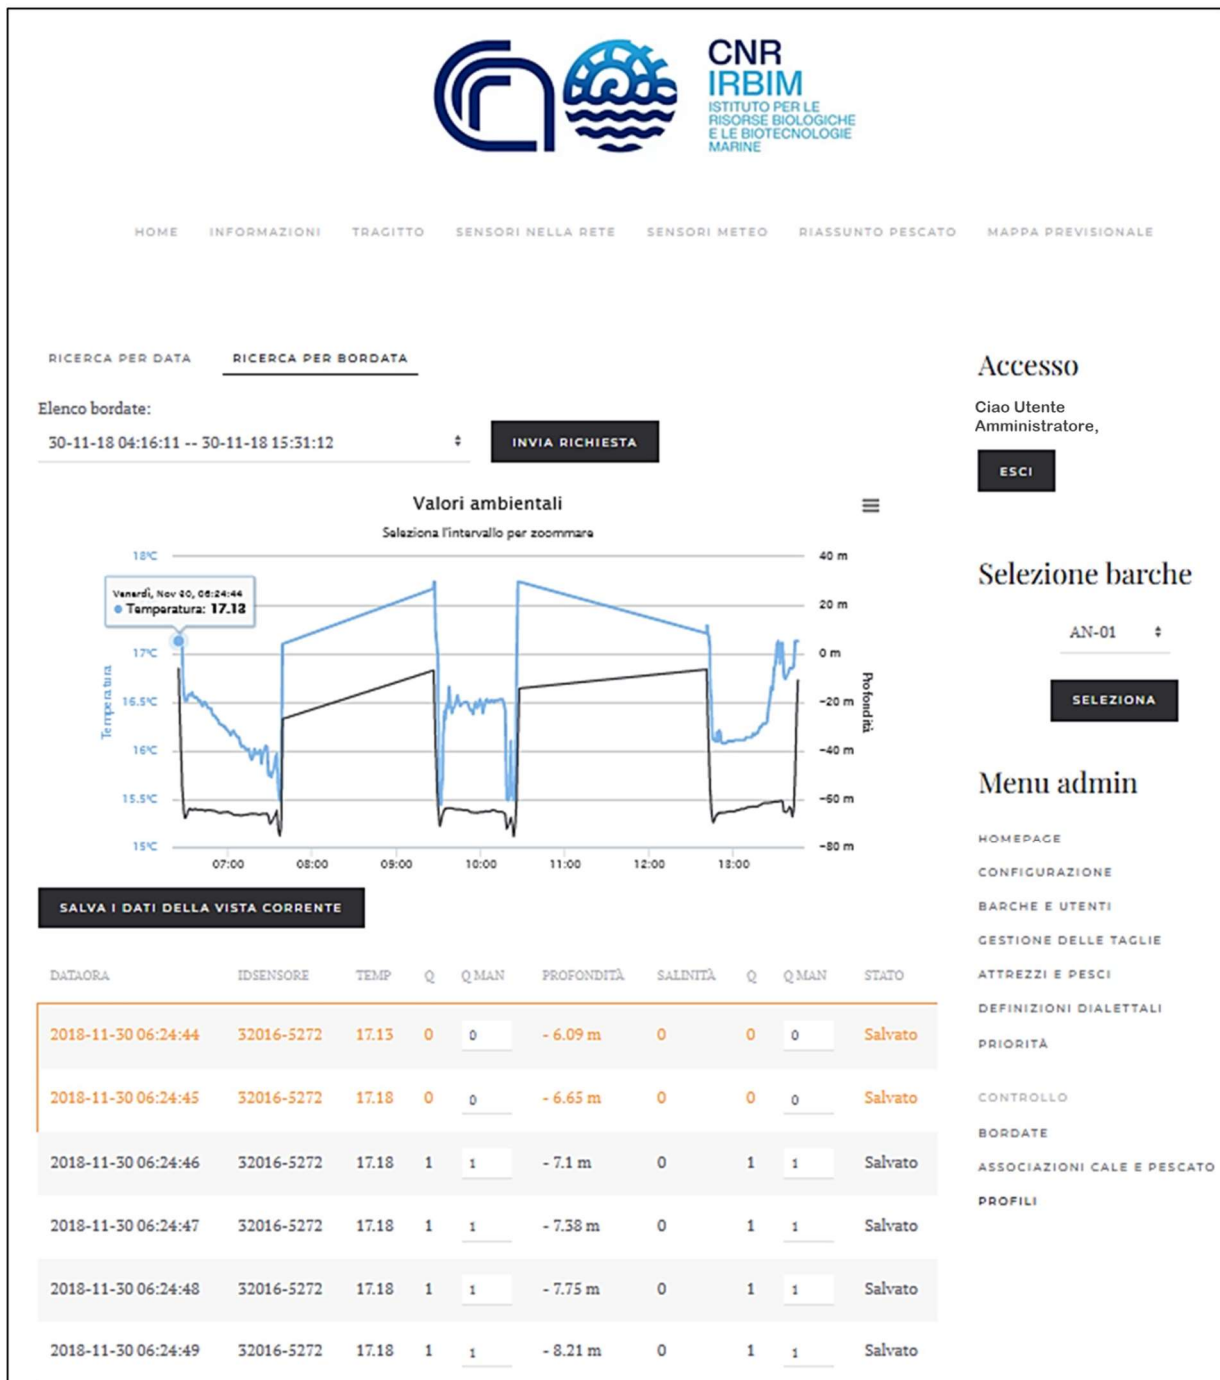 CNR
IRBIM
ISTITUTO PER LE
RISORSE BIOLOGICHE
E LE BIOTECNOLOGIE
MARINE
HOME INFORMAZIONI TRAGITTO SENSORI NELLA RETE SENSORI METEO RIASSUNTO PESCATO MAPPA PREVISIONALE
RICERCA PER DATA RICERCA PER BORDATA
Elenco bordate:
30-11-18 04:16:11 -- 30-11-18 15:31:12
INVIA RICHIESTA
Valori ambientali
Seleziona l'intervallo per zoommare
18°C
17°C
16.5°C
16°C
15.5°C
15°C
Temperatura
Venerdì, Nov 30, 06:24:44
Temperatura: 17.13
40 m
20 m
0 m
-20 m
-40 m
-60 m
-80 m
Profondità
07:00 08:00 09:00 10:00 11:00 12:00 13:00
SALVA I DATI DELLA VISTA CORRENTE
DATAORA IDSENSORE TEMP Q Q MAN PROFONDITÀ SALINITÀ Q Q MAN STATO
2018-11-30 06:24:44 32016-5272 17.13 0 0 - 6.09 m 0 0 0 Salvato
2018-11-30 06:24:45 32016-5272 17.18 0 0 - 6.65 m 0 0 0 Salvato
2018-11-30 06:24:46 32016-5272 17.18 1 1 - 7.1 m 0 1 1 Salvato
2018-11-30 06:24:47 32016-5272 17.18 1 1 - 7.38 m 0 1 1 Salvato
2018-11-30 06:24:48 32016-5272 17.18 1 1 - 7.75 m 0 1 1 Salvato
2018-11-30 06:24:49 32016-5272 17.18 1 1 - 8.21 m 0 1 1 Salvato
Accesso
Ciao Utente
Amministratore,
ESCI
Selezione barche
AN-01
SELEZIONA
Menu admin
HOMEPAGE
CONFIGURAZIONE
BARCHE E UTENTI
GESTIONE DELLE TAGLIE
ATTREZZI E PESCI
DEFINIZIONI DIALETTALI
PRIORITÀ
CONTROLLO
BORDATE
ASSOCIAZIONI CALE E PESCATO
PROFILI